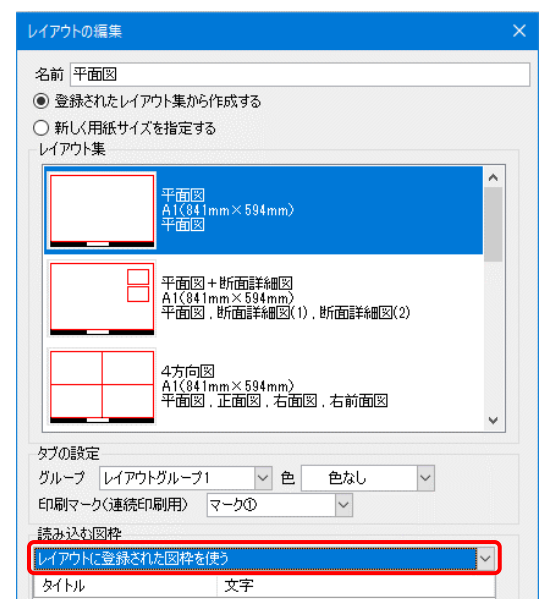 レイアウトの編集
名前 平面図
登録されたレイアウト集から作成する
新しく用紙サイズを指定する
レイアウト集
平面図
A1(841mm×594mm)
平面図
平面図+断面詳細図
A1(841mm×594mm)
平面図 , 断面詳細図(1) , 断面詳細図(2)
4方向図
A1(841mm×594mm)
平面図 , 正面図 , 右面図 , 右前面図
タブの設定
グループ レイアウトグループ1 色 色なし
印刷マーク(連続印刷用) マーク①
読み込む図枠
レイアウトに登録された図枠を使う
タイトル 文字